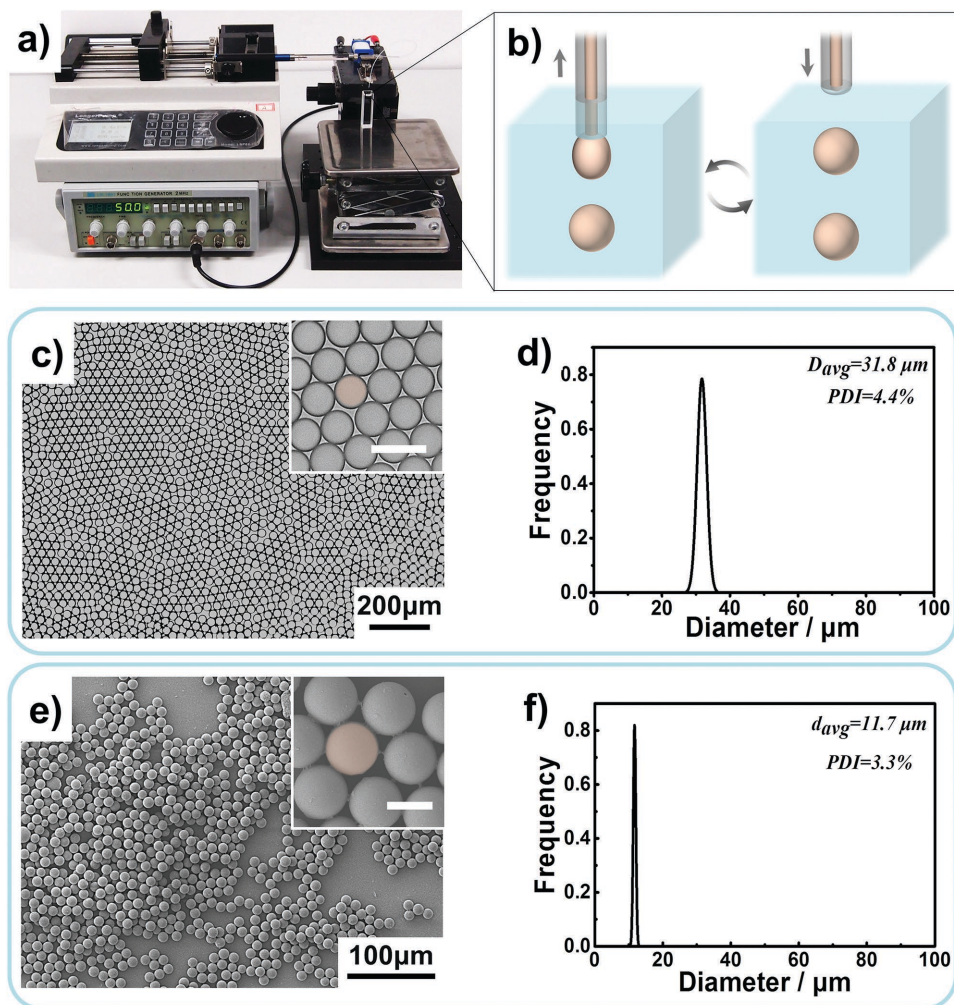 a)
FUNCTION GENERATOR 2MHz
50.0
b)
c)
200μm
d)
D_avg=31.8 μm
PDI=4.4%
Frequency
0.8
0.6
0.4
0.2
0.0
0 20 40 60 80 100
Diameter / μm
e)
100μm
f)
d_avg=11.7 μm
PDI=3.3%
Frequency
0.8
0.6
0.4
0.2
0.0
0 20 40 60 80 100
Diameter / μm